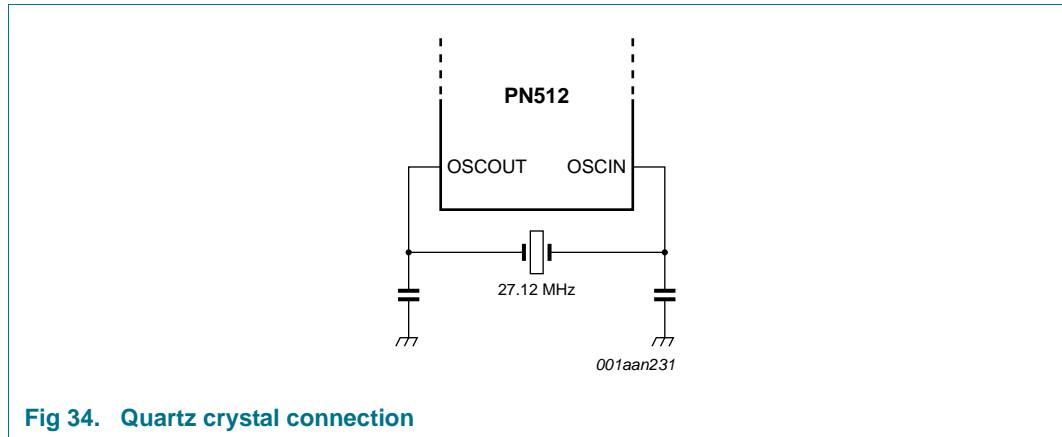 PN512
OSCOUT OSCIN
27.12 MHz
001aan231
Fig 34. Quartz crystal connection